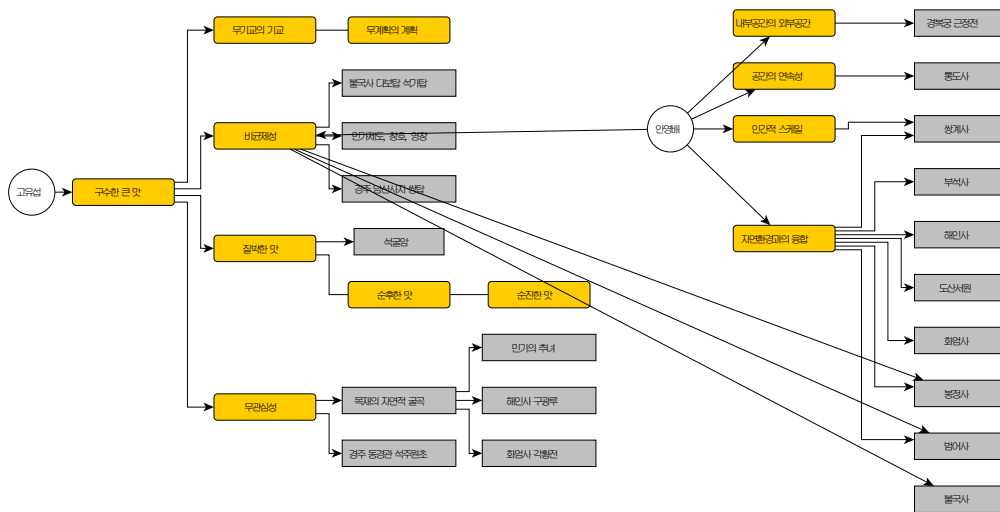 고유섭
구수한 큰 맛
무기교의 기교
무계획의 계획
비균제성
불국사 다보탑 석가탑
민가제도, 창호, 영창
경주 남산사지 쌍탑
질박한 맛
석굴암
순후한 맛
순진한 맛
무관심성
목재의 자연적 굴곡
민가의 추녀
해인사 구광루
화엄사 각황전
경주 동경관 석주원초
안영배
내부공간의 외부공간
경복궁 근정전
공간의 연속성
통도사
인간적 스케일
쌍계사
자연환경과의 융합
부석사
해인사
도산서원
화엄사
봉정사
범어사
불국사